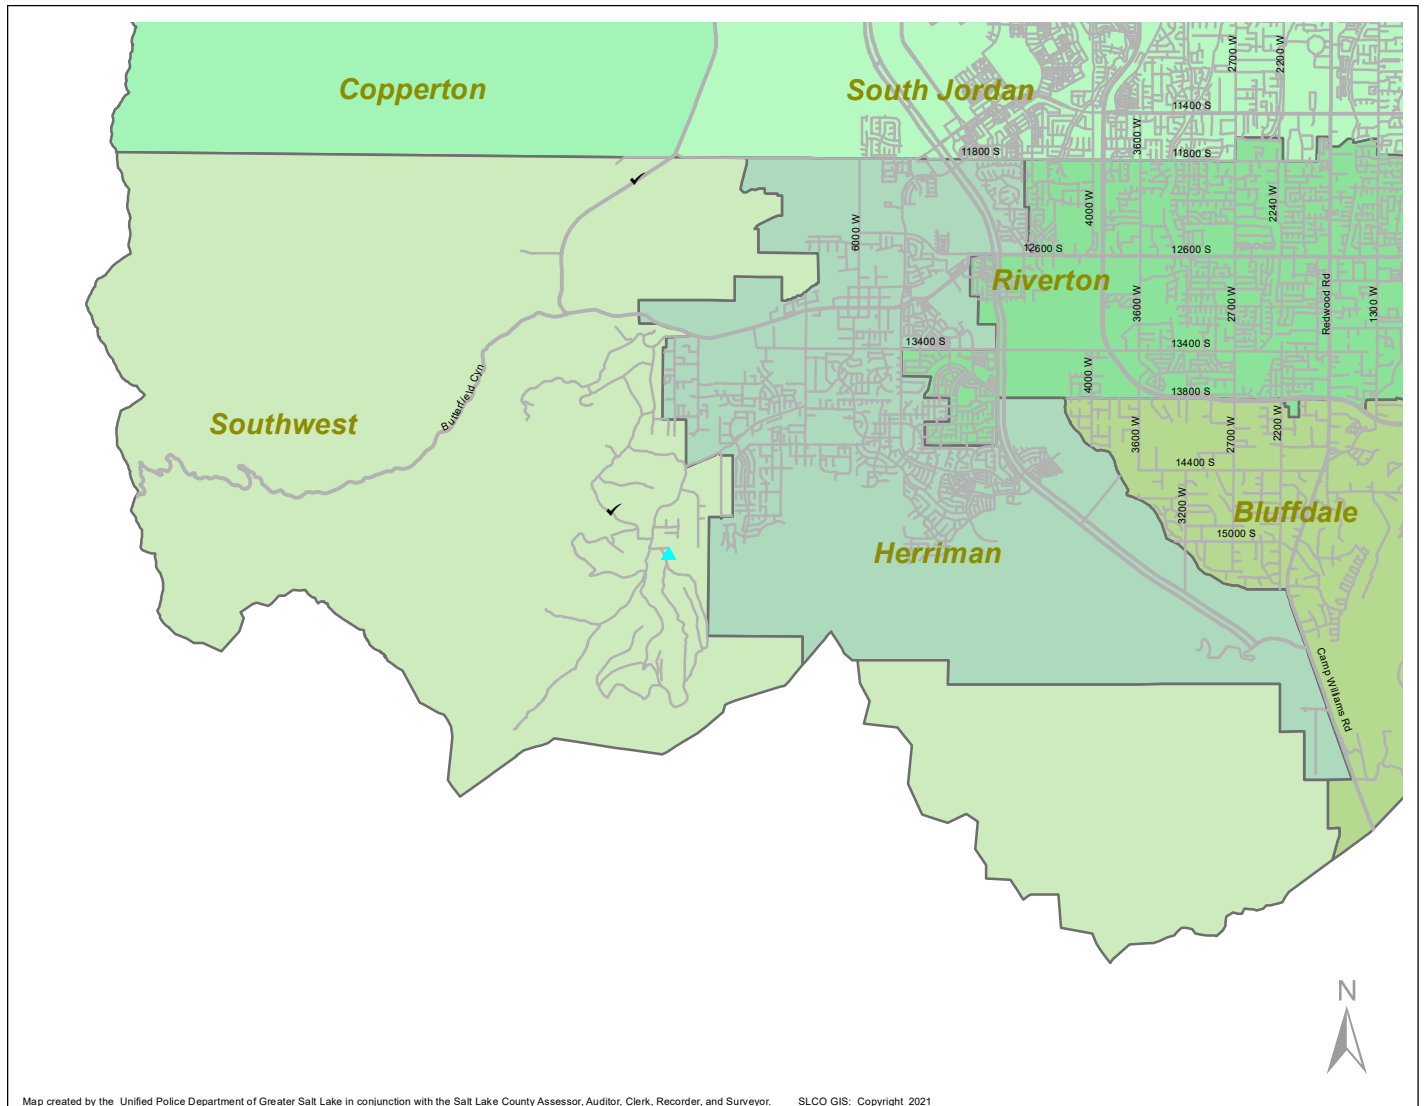 2700 W
2200 W
Copperton
South Jordan
11400 S
3600 W
11800 S
11800 S
4000 W
2240 W
6000 W
12600 S
12600 S
Riverton
3600 W
2700 W
Redwood Rd
1300 W
13400 S
13400 S
4000 W
13800 S
Butterfield Cyn
Southwest
3600 W
2700 W
2200 W
14400 S
3200 W
Bluffdale
15000 S
Herriman
Camp Williams Rd
N
Map created by the Unified Police Department of Greater Salt Lake in conjunction with the Salt Lake County Assessor, Auditor, Clerk, Recorder, and Surveyor. SLCO GIS: Copyright 2021